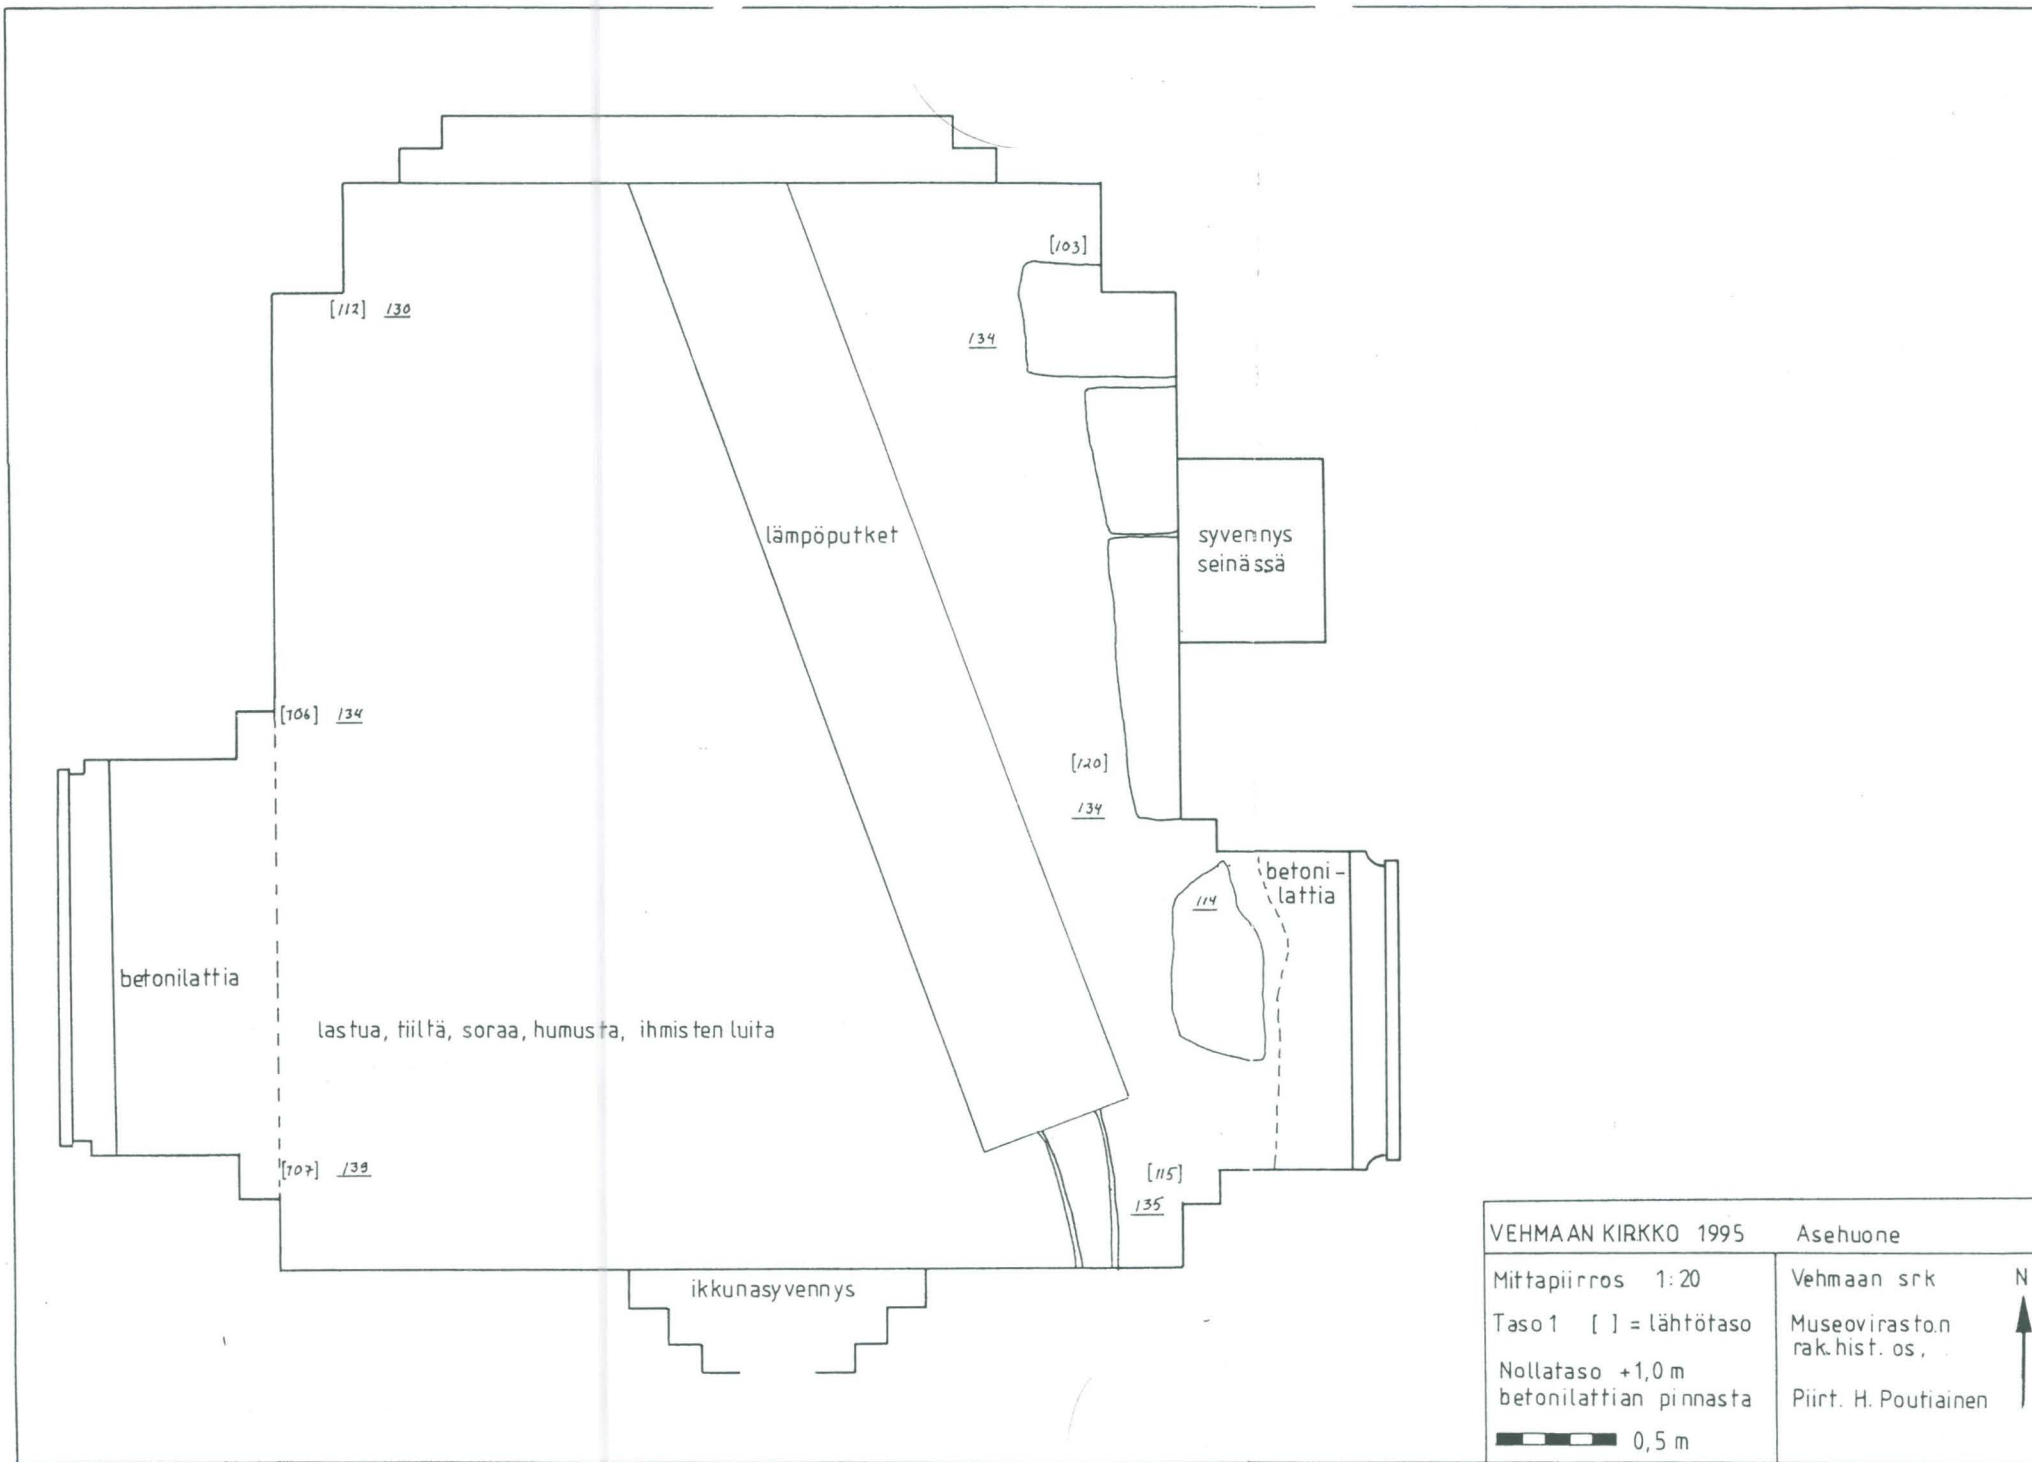 [103]
[112] 130
134
lämpöputket
syvennys
seinässä
[106] 134
[120]
134
betoni-
lattia
114
betonilattia
lastua, tiiltä, soraa, humusta, ihmisten luita
[107] 139
[115]
135
ikkunasyvennys
VEHMAAN KIRKKO 1995 Asehuone
Mittapiirros 1:20
Taso 1 [ ] = lähtötaso
Nollataso +1,0 m
betonilattian pinnasta
0,5 m
Vehmaan srk N
Museoviraston
rak.hist. os.
Piirt. H. Poutiainen